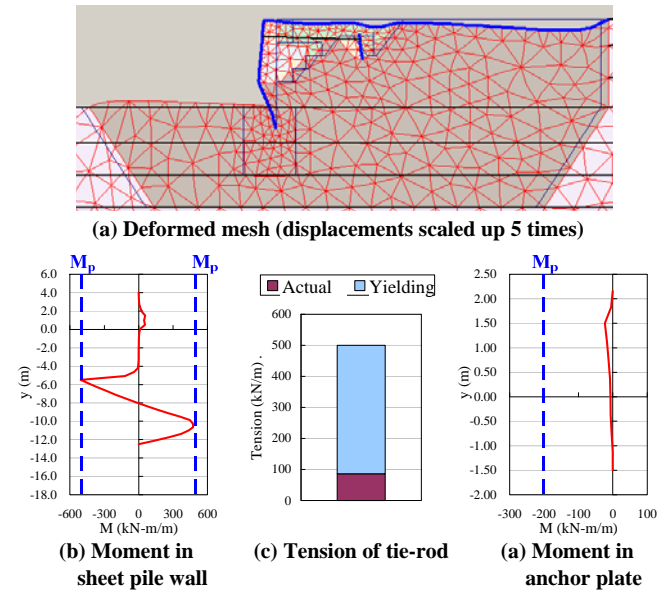 (a) Deformed mesh (displacements scaled up 5 times)
Mp Mp
6.0
4.0
2.0
0.0
-2.0
-4.0
-6.0
-8.0
-10.0
-12.0
-14.0
-16.0
-18.0
y (m)
-600 -300 0 300 600
M (kN-m/m)
(b) Moment in
sheet pile wall
Actual Yielding
600
500
400
300
200
100
0
Tension (kN/m) .
(c) Tension of tie-rod
Mp
2.50
2.00
1.50
1.00
0.50
0.00
-0.50
-1.00
-1.50
-2.00
y (m)
-300 -200 -100 0 100
M (kN-m/m)
(a) Moment in
anchor plate